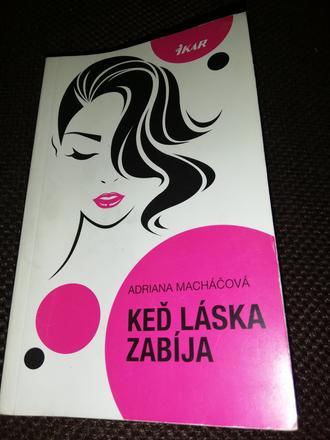 iKAR
ADRIANA MACHÁČOVÁ
KEĎ LÁSKA
ZABÍJA